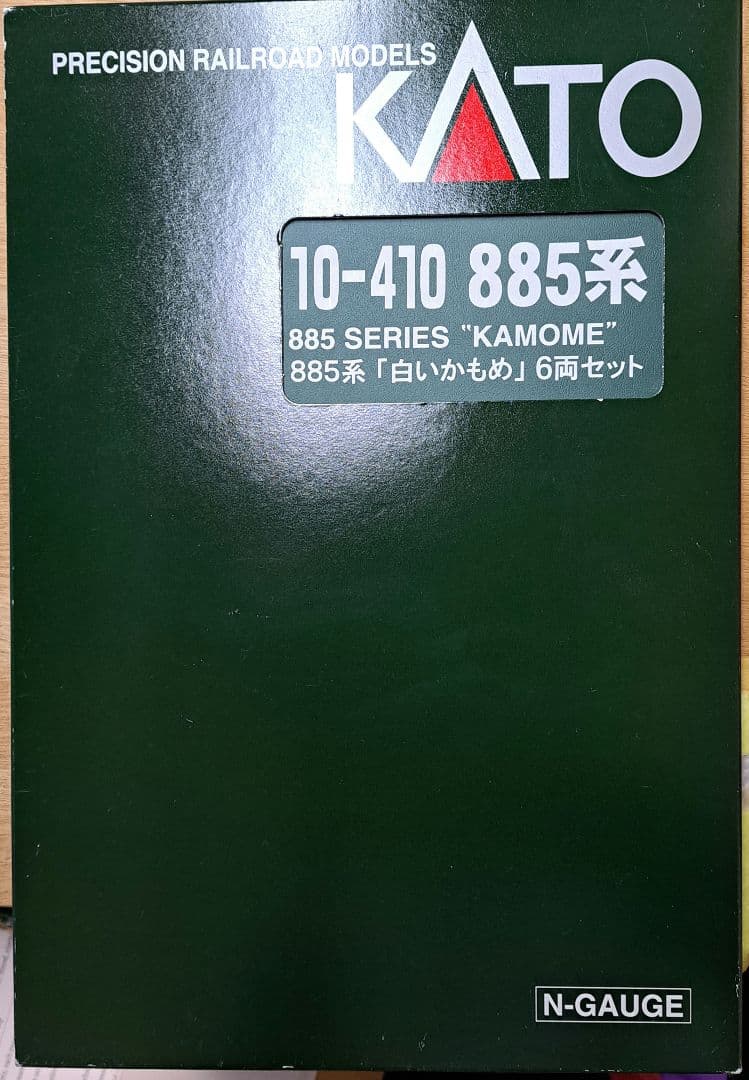 PRECISION RAILROAD MODELS
KATO
10-410 885系
885 SERIES “KAMOME”
885系「白いかもめ」6両セット
N-GAUGE